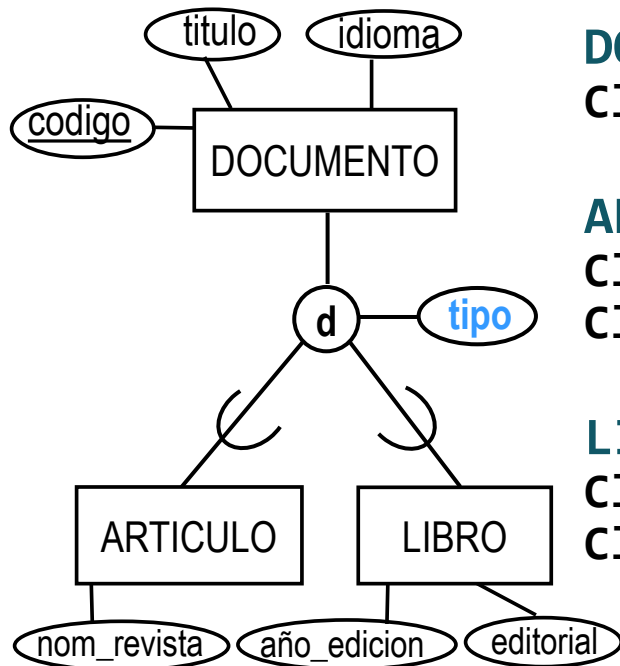 titulo
idioma
codigo
DOCUMENTO
d
tipo
ARTICULO
LIBRO
nom_revista
año_edicion
editorial